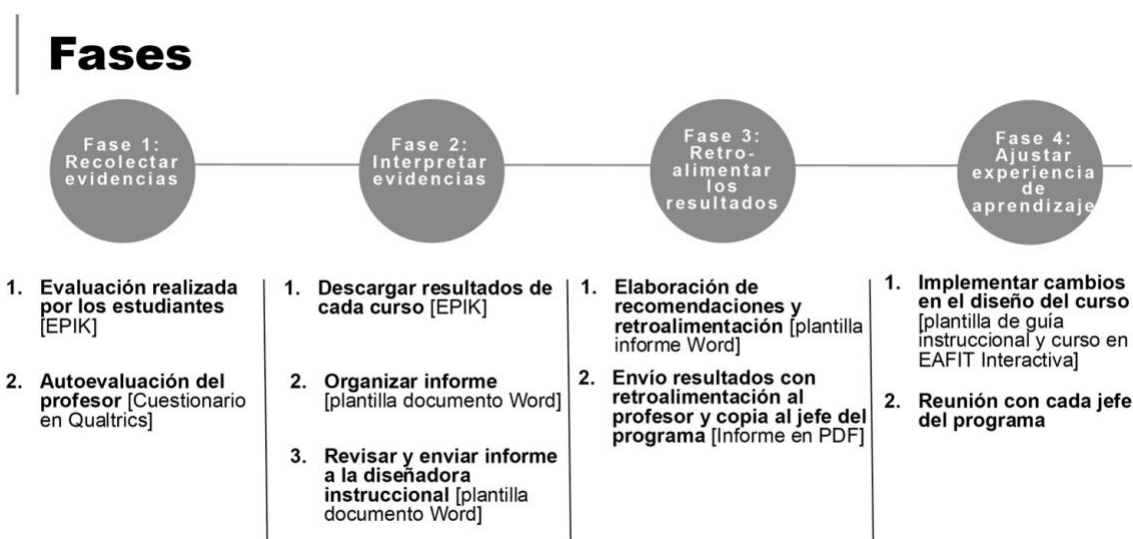 Fases
Fase 1:
Recolectar
evidencias
Fase 2:
Interpretar
evidencias
Fase 3:
Retro-
alimentar
los
resultados
Fase 4:
Ajustar
experiencia
de
aprendizaje
1. Evaluación realizada
por los estudiantes
[EPIK]
2. Autoevaluación del
profesor [Cuestionario
en Qualtrics]
1. Descargar resultados de
cada curso [EPIK]
2. Organizar informe
[plantilla documento Word]
3. Revisar y enviar informe
a la diseñadora
instruccional [plantilla
documento Word]
1. Elaboración de
recomendaciones y
retroalimentación [plantilla
informe Word]
2. Envío resultados con
retroalimentación al
profesor y copia al jefe del
programa [Informe en PDF]
1. Implementar cambios
en el diseño del curso
[plantilla de guía
instruccional y curso en
EAFIT Interactiva]
2. Reunión con cada jefe
del programa